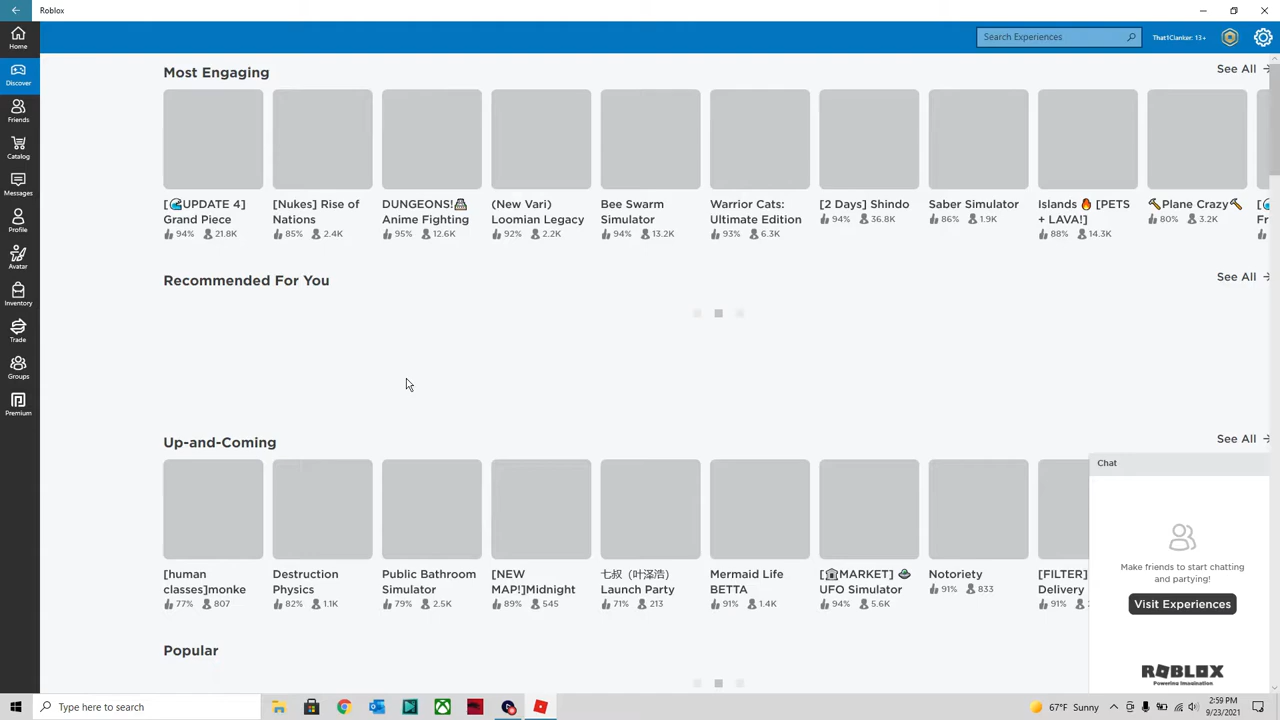 Roblox
Search Experiences
That1Clanker: 13+
Home
Discover
Friends
Catalog
Messages
Profile
Avatar
Inventory
Trade
Groups
Premium
Most Engaging
See All →
[🌊UPDATE 4] Grand Piece
94% 21.8K
[Nukes] Rise of Nations
85% 2.4K
DUNGEONS!🏯 Anime Fighting
95% 12.6K
(New Vari) Loomian Legacy
92% 2.2K
Bee Swarm Simulator
94% 13.2K
Warrior Cats: Ultimate Edition
93% 6.3K
[2 Days] Shindo
94% 36.8K
Saber Simulator
86% 1.9K
Islands 🔥 [PETS + LAVA!]
88% 14.3K
🔨Plane Crazy🔨
80% 3.2K
Recommended For You
See All →
Up-and-Coming
See All →
[human classes]monke
77% 807
Destruction Physics
82% 1.1K
Public Bathroom Simulator
79% 2.5K
[NEW MAP!]Midnight
89% 545
七叔（叶泽浩） Launch Party
71% 213
Mermaid Life BETTA
91% 1.4K
[🏛MARKET] 🛸 UFO Simulator
94% 5.6K
Notoriety
91% 833
[FILTER] Delivery
91%
Popular
Chat
Make friends to start chatting and partying!
Visit Experiences
ROBLOX
Powering Imagination
Type here to search
67°F Sunny
2:59 PM
9/23/2021